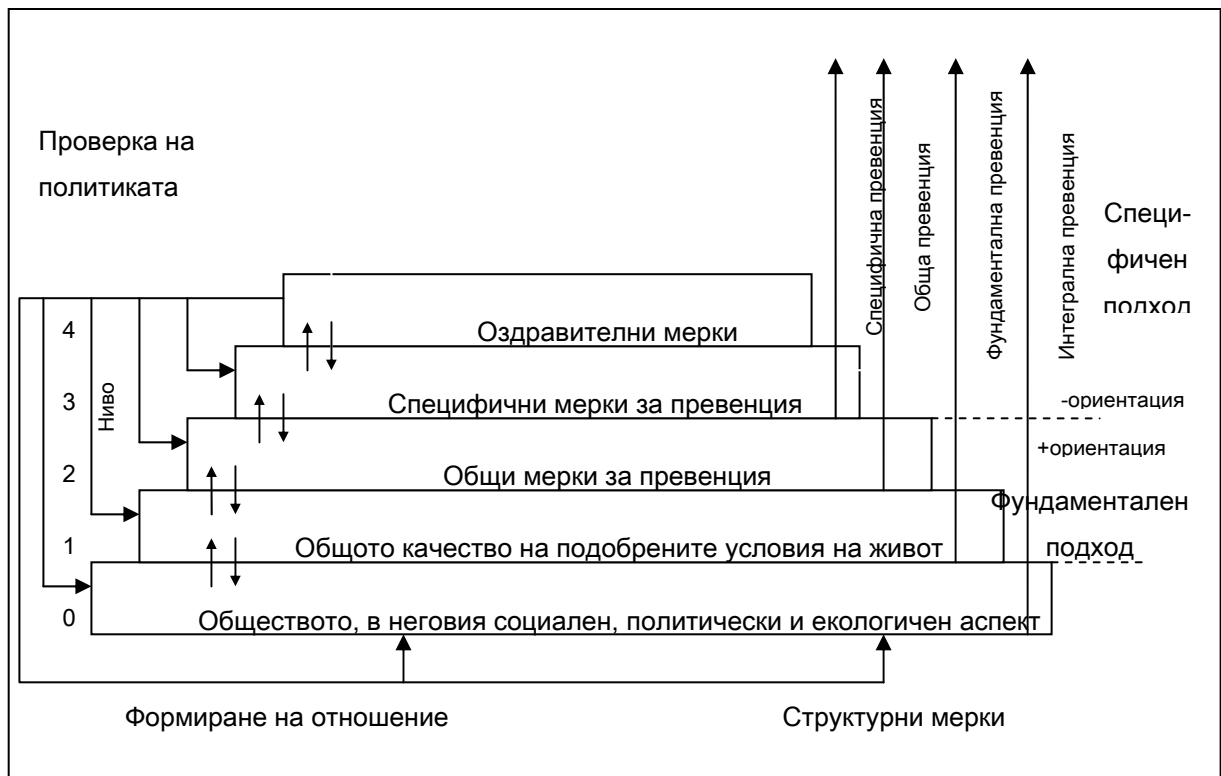 Проверка на
политиката
Специфична превенция
Обща превенция
Фундаментална превенция
Интегрална превенция
Специ-
фичен
подход
4
Оздравителни мерки
3
Ниво
Специфични мерки за превенция
-ориентация
+ориентация
2
Общи мерки за превенция
Фундаментален
подход
1
Общото качество на подобрените условия на живот
0
Обществото, в неговия социален, политически и екологичен аспект
Формиране на отношение
Структурни мерки